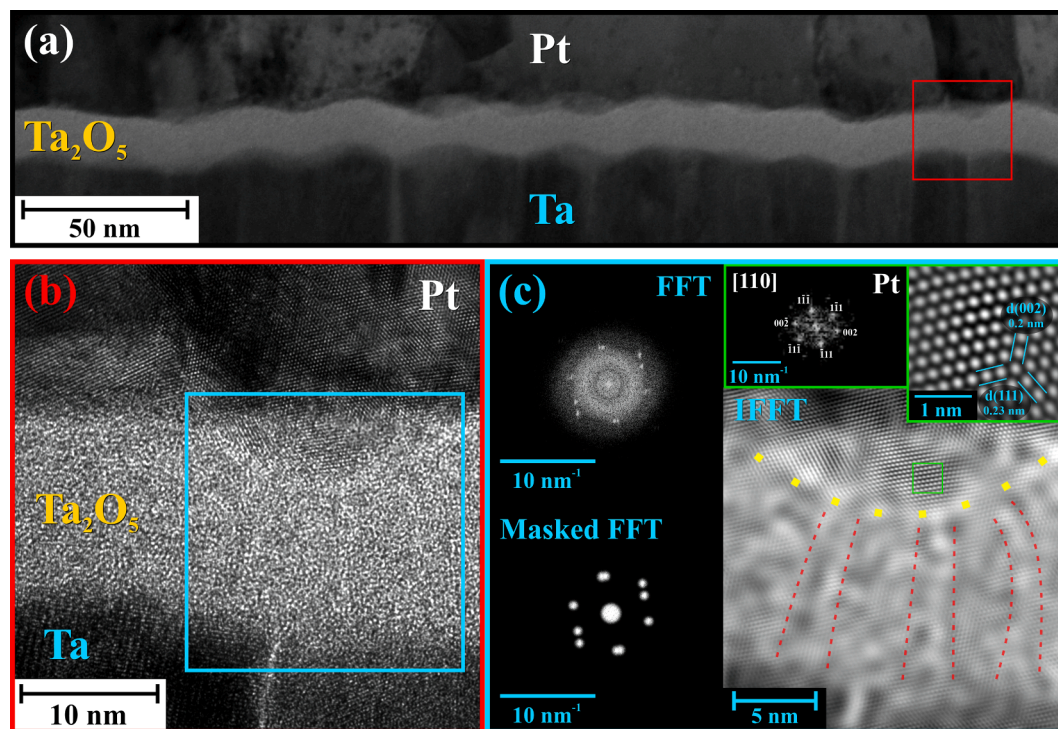 (a)
Pt
Ta₂O₅
Ta
50 nm
(b)
Pt
Ta₂O₅
Ta
10 nm
(c)
FFT
10 nm⁻¹
Masked FFT
10 nm⁻¹
[110]
Pt
11̄1̄
11̄1
002̄
002
1̄11̄
1̄11
10 nm⁻¹
d(002)
0.2 nm
d(111)
0.23 nm
1 nm
IFFT
5 nm